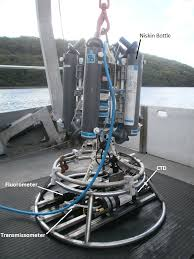 Niskin Bottle
CTD
Fluorometer
Transmissometer